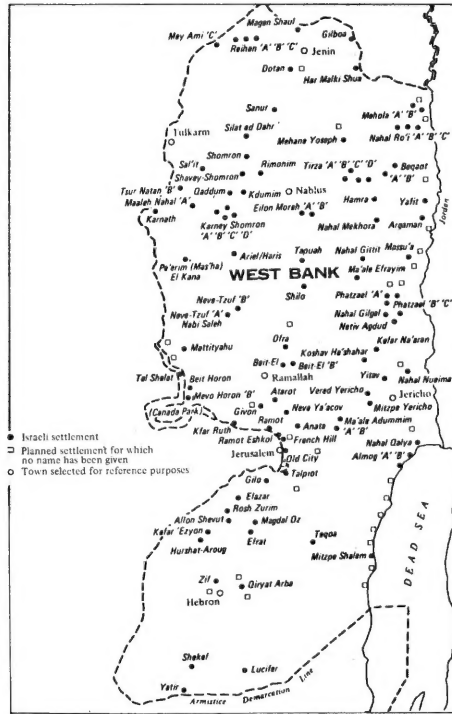 Magen Shaul
Mey Ami 'C'
Gilboa
Reihan 'A' 'B' 'C'
Jenin
Dotan
Har Malki Shua
Sanur
Mehola 'A' 'B'
Tulkarm
Silat ad Dahr
Mehane Yoseph
Nahal Ro'i 'A' 'B' 'C'
Shomron
Sal'it
Rimonim
Tirza 'A' 'B' 'C' 'D'
Beqaot
'A' 'B'
Shavey-Shomron
Tsur Natan 'B'
Qaddum
Kdumim
Nablus
Maaleh Nahal 'A'
Eilon Moreh 'A' 'B'
Hamra
Yafit
Karnath
Karney Shomron
'A' 'B' 'C' 'D'
Nahal Mekhora
Argaman
Jordan
Ariel/Haris
Tapuah
Nahal Gittit
Massu'a
Pe'erim (Mas'ha)
El Kana
WEST BANK
Ma'ale Efrayim
Shilo
Phatzael 'A'
Neve-Tzuf 'B'
Phatzael 'B' 'C'
Neve-Tzuf 'A'
Nabi Saleh
Nahal Gilgal
Netiv Agdud
Ofra
Kafar Na'aran
Mattityahu
Koshav Ha'shahar
Beit-El
Beit-El 'B'
Tal Shalat
Beit Horon
Ramallah
Yitav
Nahal Nueima
Mevo Horon 'B'
Atarot
Vered Yericho
Jericho
(Canada Park)
Givon
Neva Ya'acov
Mitzpe Yericho
Kfar Ruth
Ramot
Anata
Ma'ale Adummim
'A' 'B'
Ramot Eshkol
French Hill
Nahal Qalya
Jerusalem
Old City
Almog 'A' 'B'
Talprot
Israeli settlement
Planned settlement for which
no name has been given
Town selected for reference purposes
Gilo
Elazar
Rosh Zurim
Allon Shevut
Magdal Oz
Kafar 'Ezyon
Efrat
Teqoa
Hurshat-Aroug
Mitzpe Shalem
DEAD SEA
Zif
Qiryat Arba
Hebron
Shekef
Lucifer
Yatir
Armistice Demarcation Line